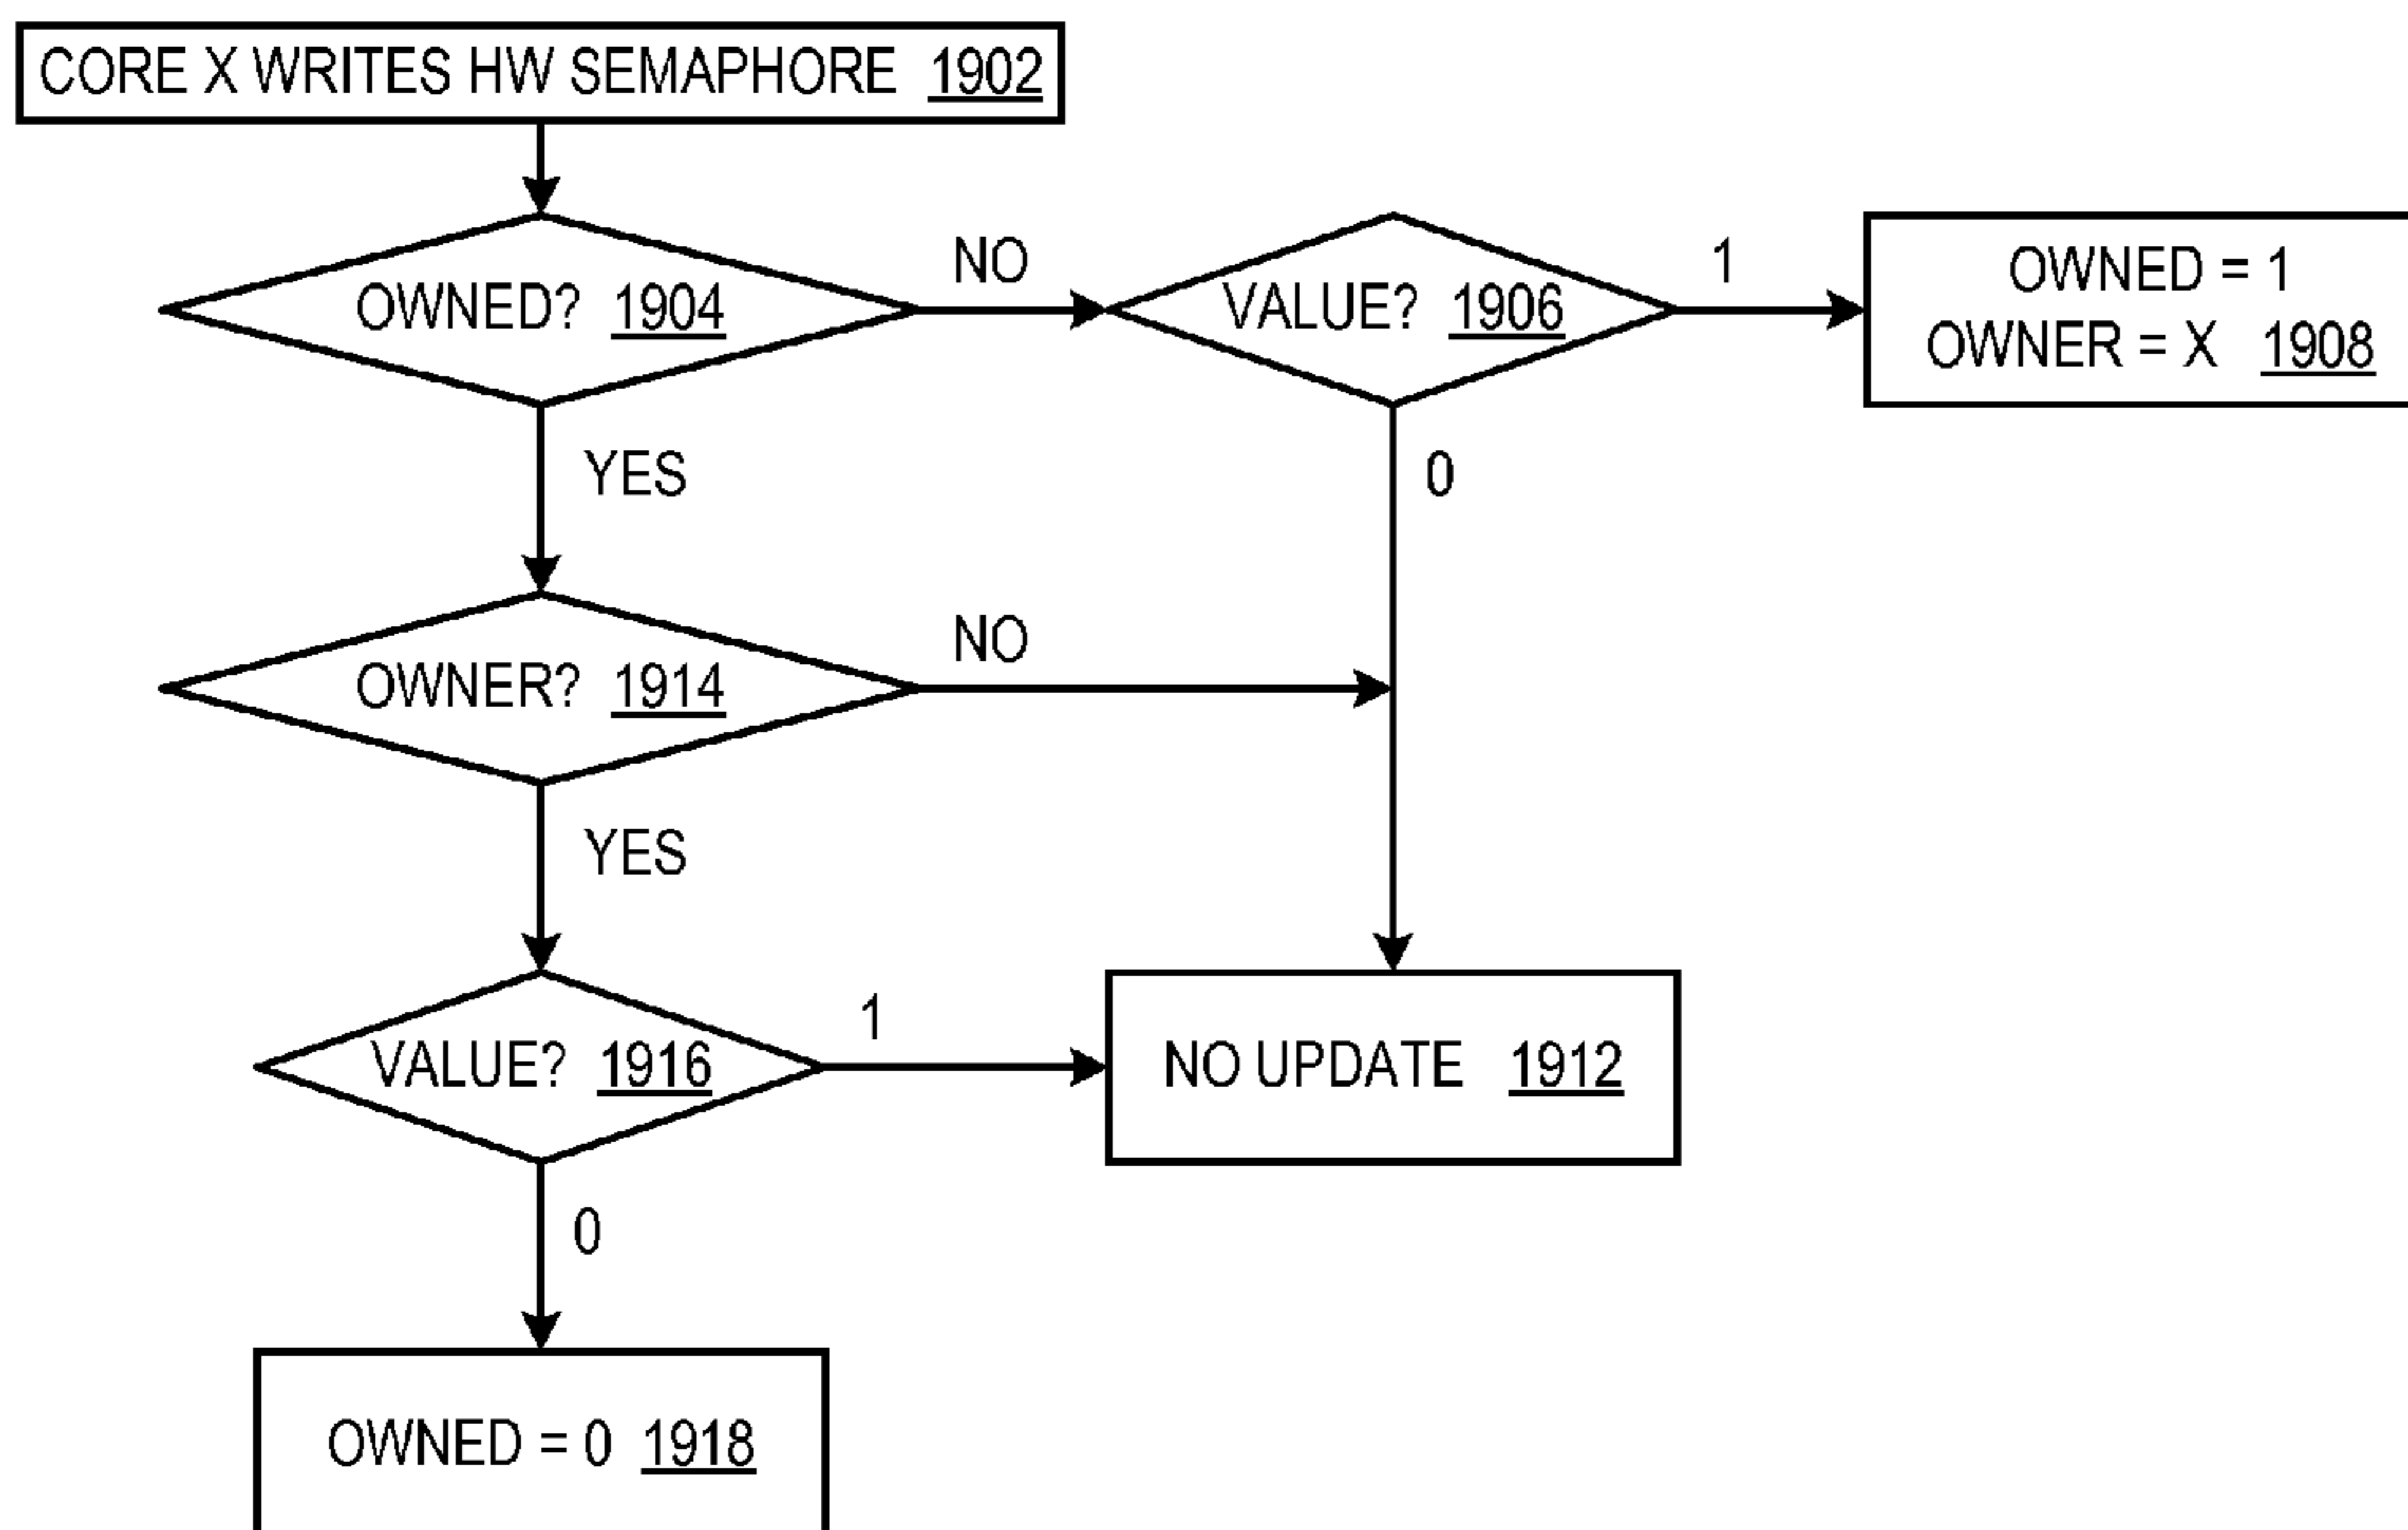 CORE X WRITES HW SEMAPHORE 1902
OWNED? 1904
NO
VALUE? 1906
1
OWNED = 1
OWNER = X 1908
YES
0
OWNER? 1914
NO
YES
VALUE? 1916
1
NO UPDATE 1912
0
OWNED = 0 1918